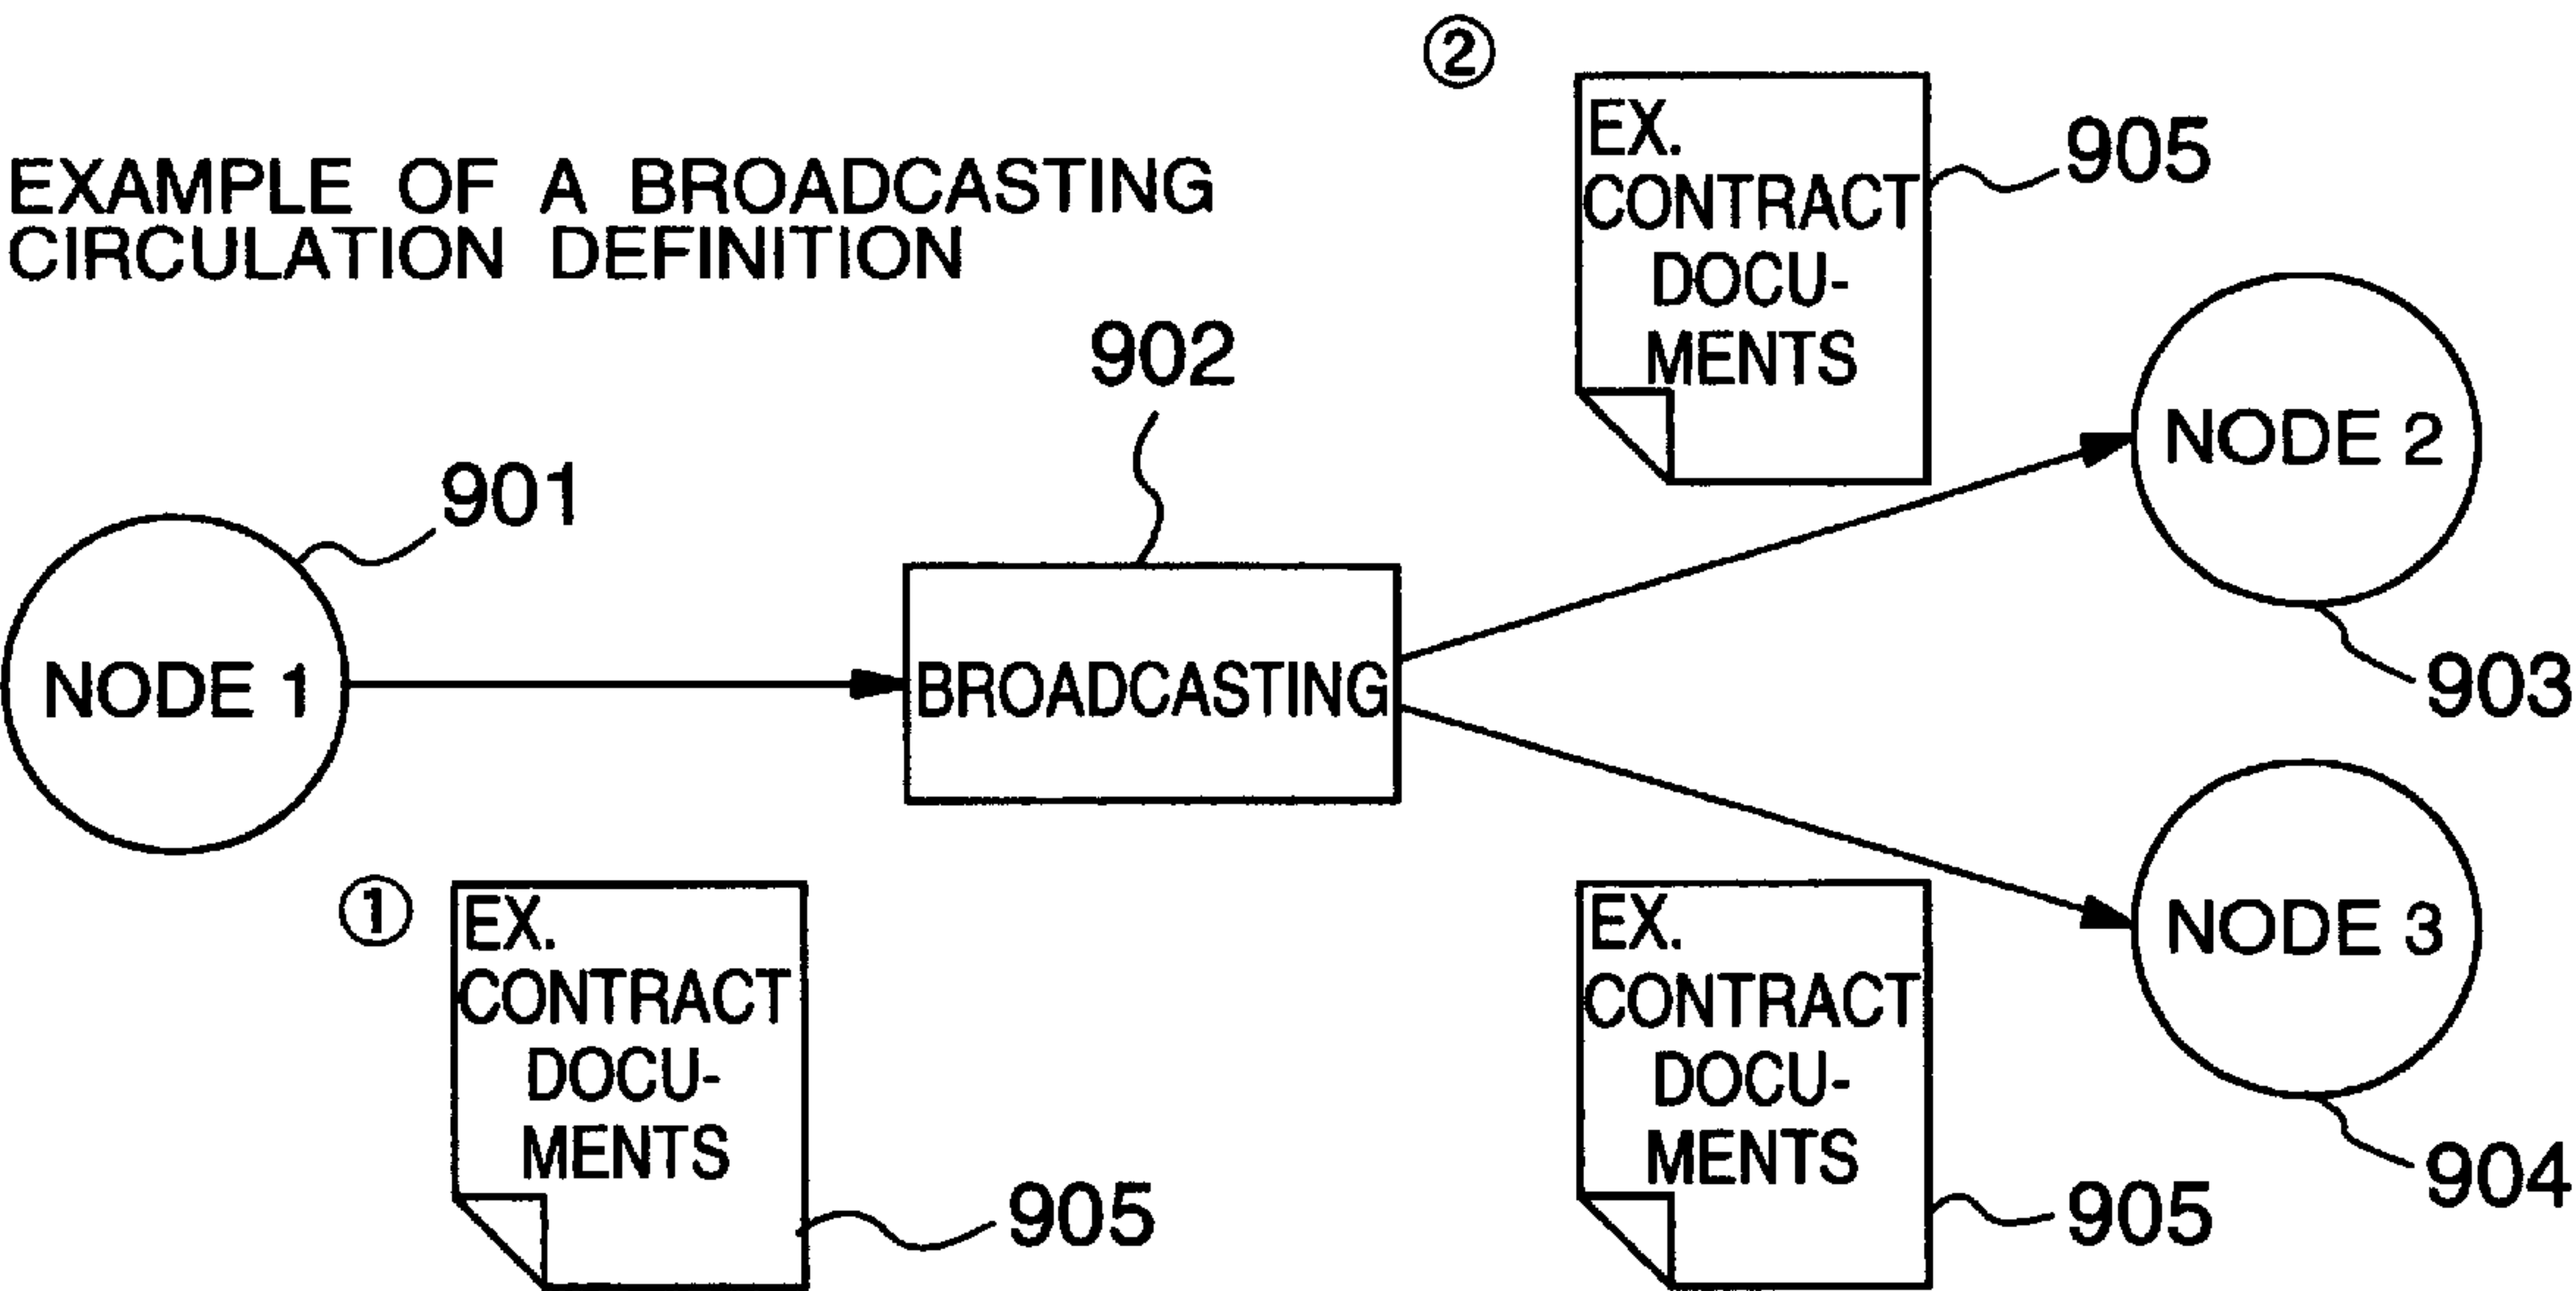 EXAMPLE OF A BROADCASTING
CIRCULATION DEFINITION
②
EX.
CONTRACT
DOCU-
MENTS
905
902
901
NODE 2
903
NODE 1
BROADCASTING
①
EX.
CONTRACT
DOCU-
MENTS
905
EX.
CONTRACT
DOCU-
MENTS
905
NODE 3
904